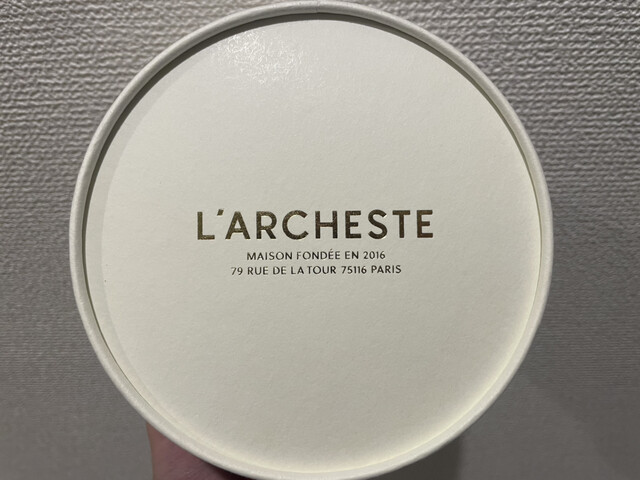 L'ARCHESTE
MAISON FONDÉE EN 2016
79 RUE DE LA TOUR 75116 PARIS